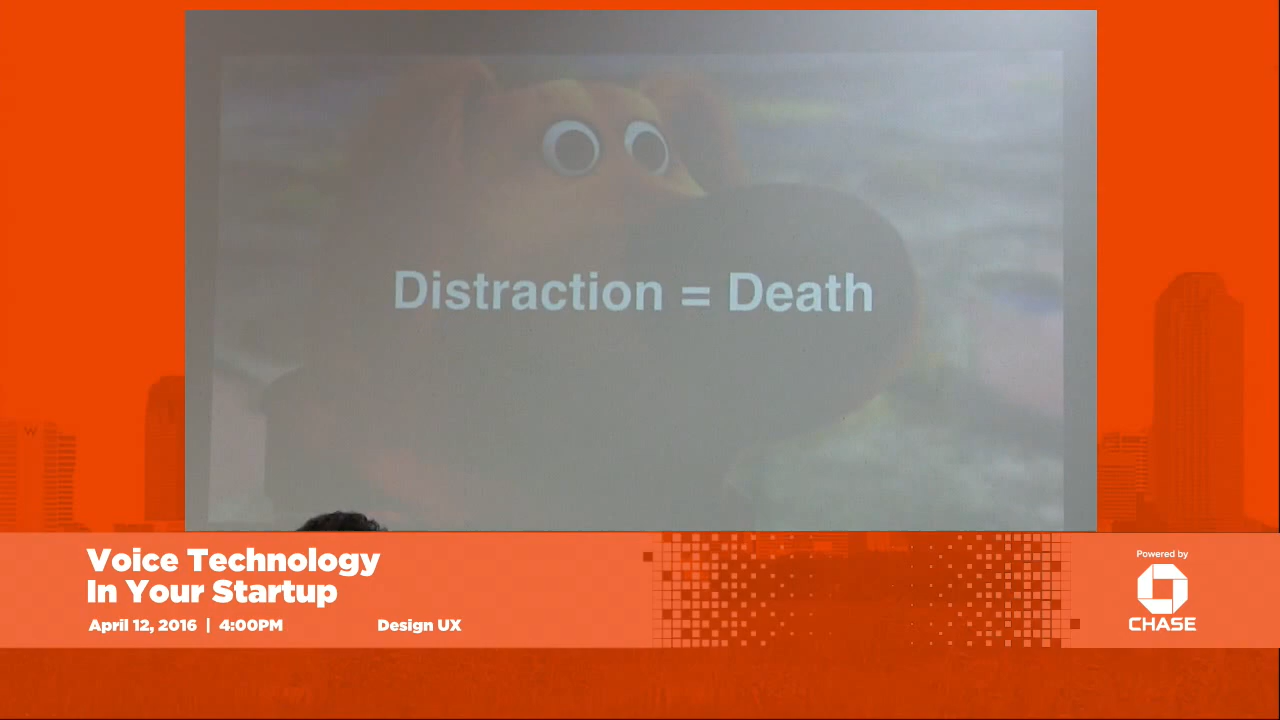 Distraction = Death
Voice Technology
In Your Startup
April 12, 2016 | 4:00PM
Design UX
Powered by
CHASE
W